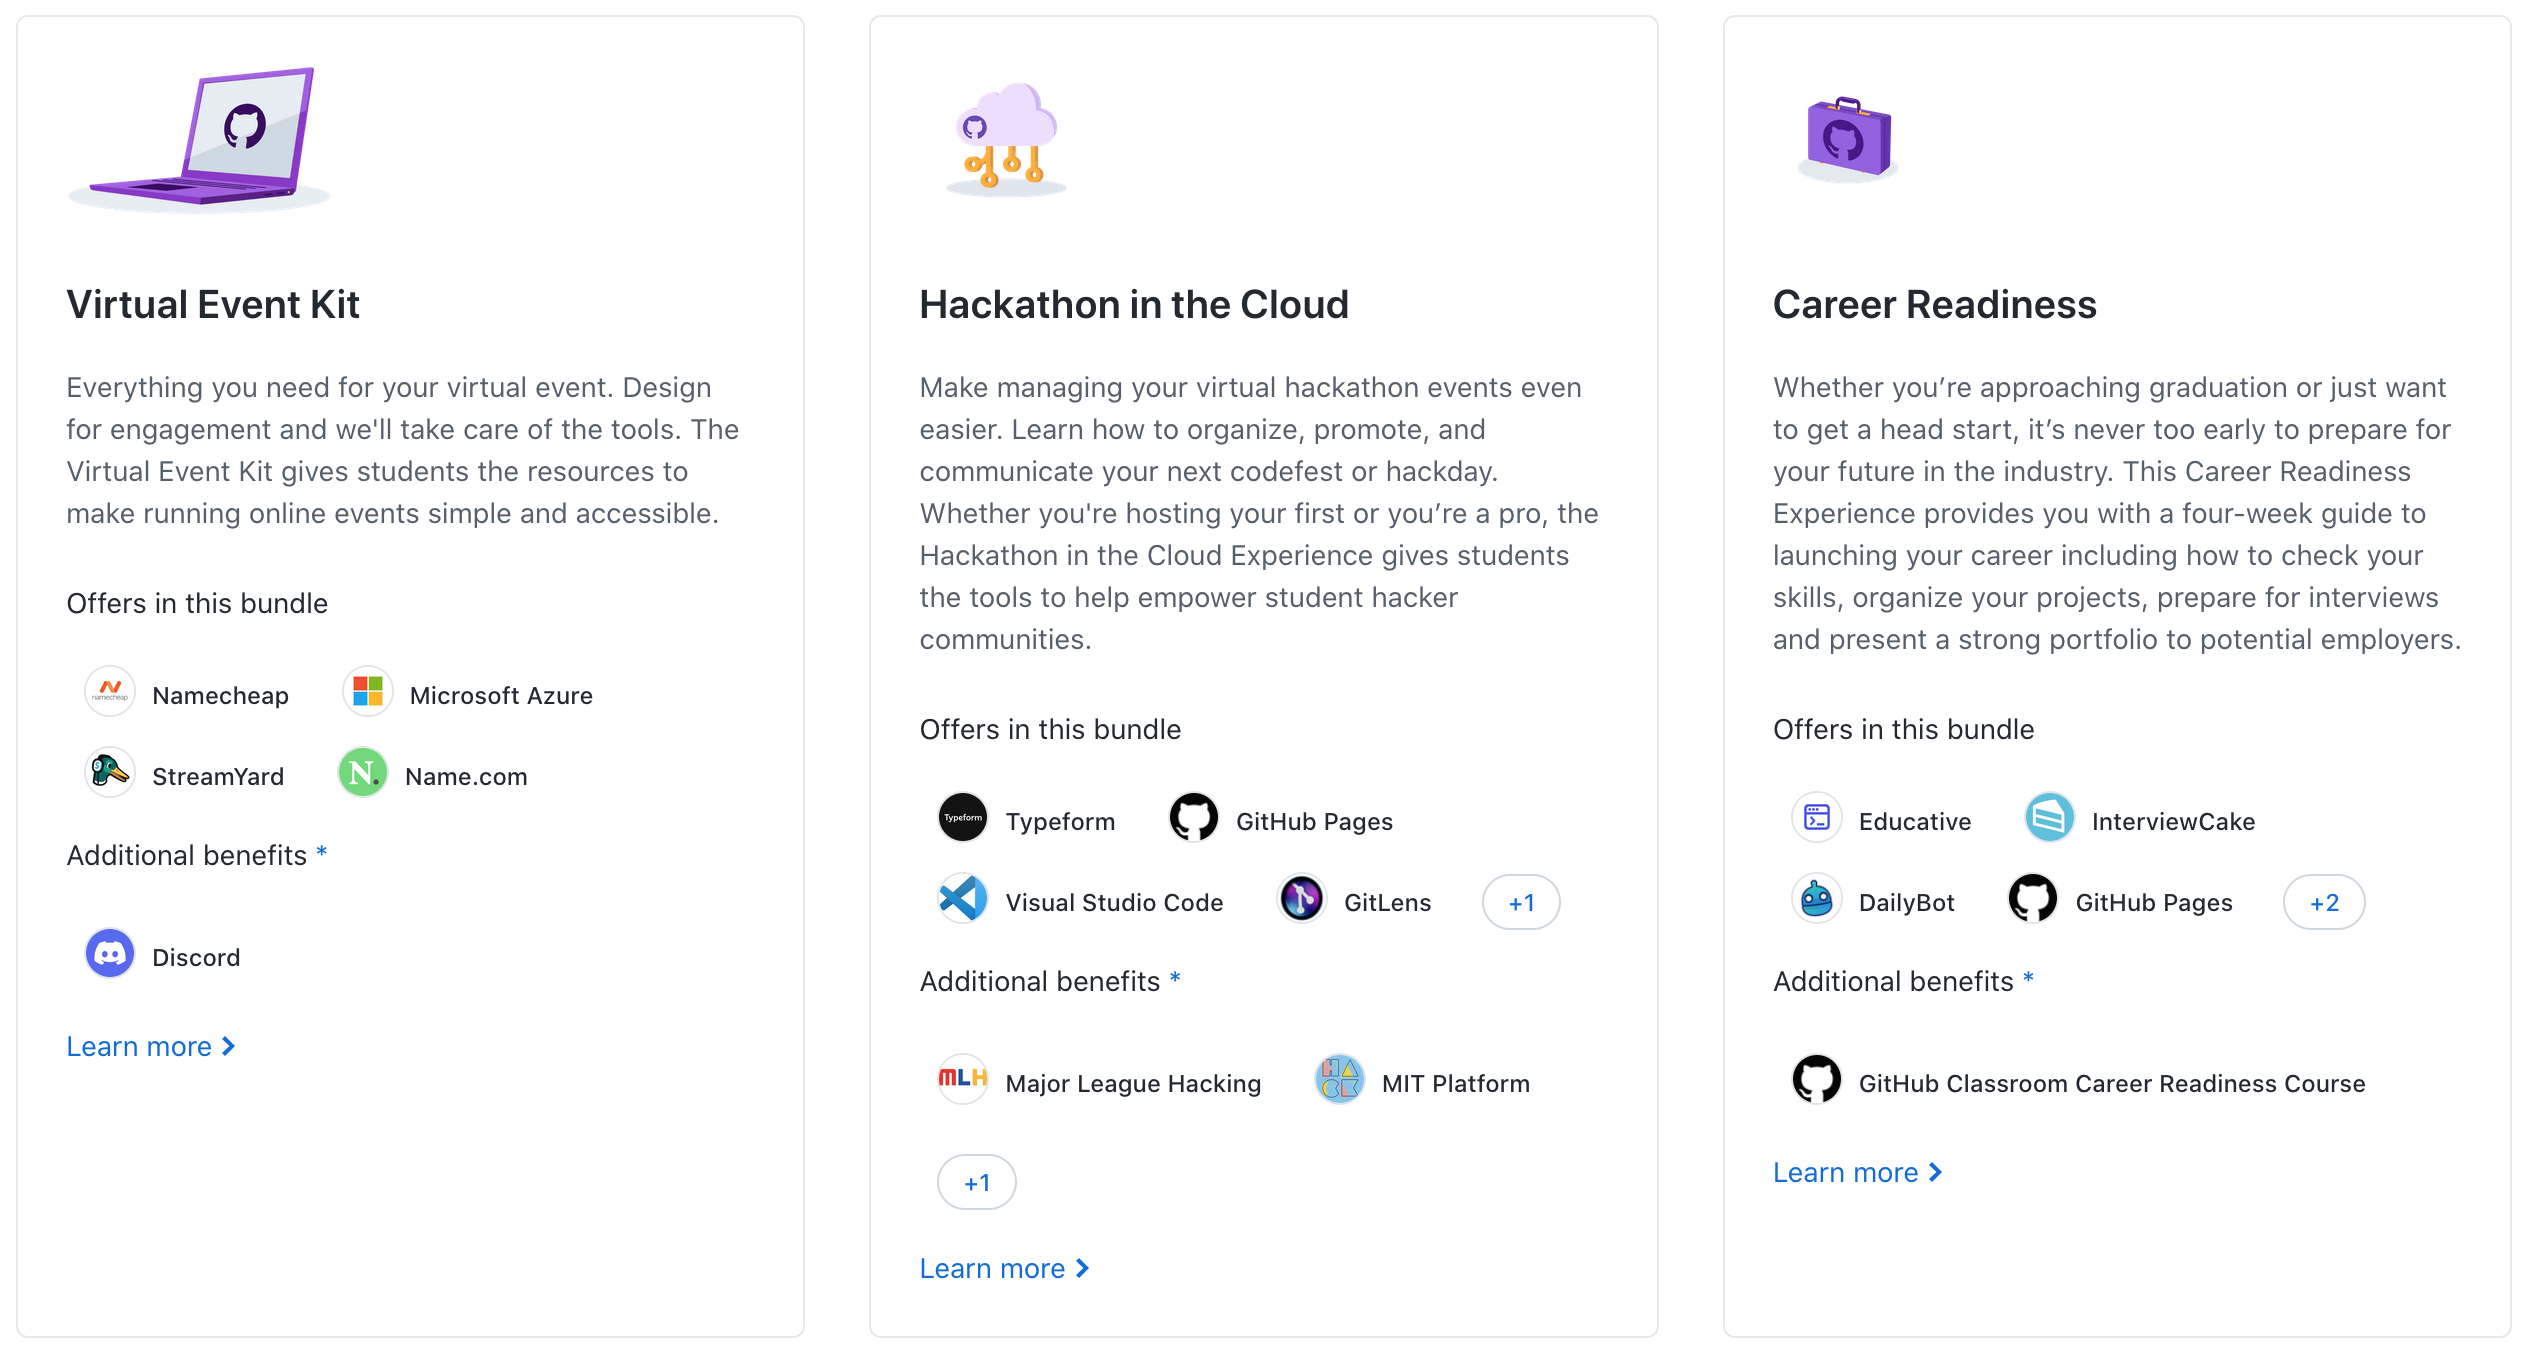 Virtual Event Kit
Everything you need for your virtual event. Design
for engagement and we'll take care of the tools. The
Virtual Event Kit gives students the resources to
make running online events simple and accessible.
Offers in this bundle
namecheap Namecheap Microsoft Azure
StreamYard N. Name.com
Additional benefits *
Discord
Learn more
Hackathon in the Cloud
Make managing your virtual hackathon events even
easier. Learn how to organize, promote, and
communicate your next codefest or hackday.
Whether you're hosting your first or you’re a pro, the
Hackathon in the Cloud Experience gives students
the tools to help empower student hacker
communities.
Offers in this bundle
Typeform Typeform GitHub Pages
Visual Studio Code GitLens +1
Additional benefits *
MLH Major League Hacking HACK MIT Platform
+1
Learn more
Career Readiness
Whether you’re approaching graduation or just want
to get a head start, it’s never too early to prepare for
your future in the industry. This Career Readiness
Experience provides you with a four-week guide to
launching your career including how to check your
skills, organize your projects, prepare for interviews
and present a strong portfolio to potential employers.
Offers in this bundle
Educative InterviewCake
DailyBot GitHub Pages +2
Additional benefits *
GitHub Classroom Career Readiness Course
Learn more